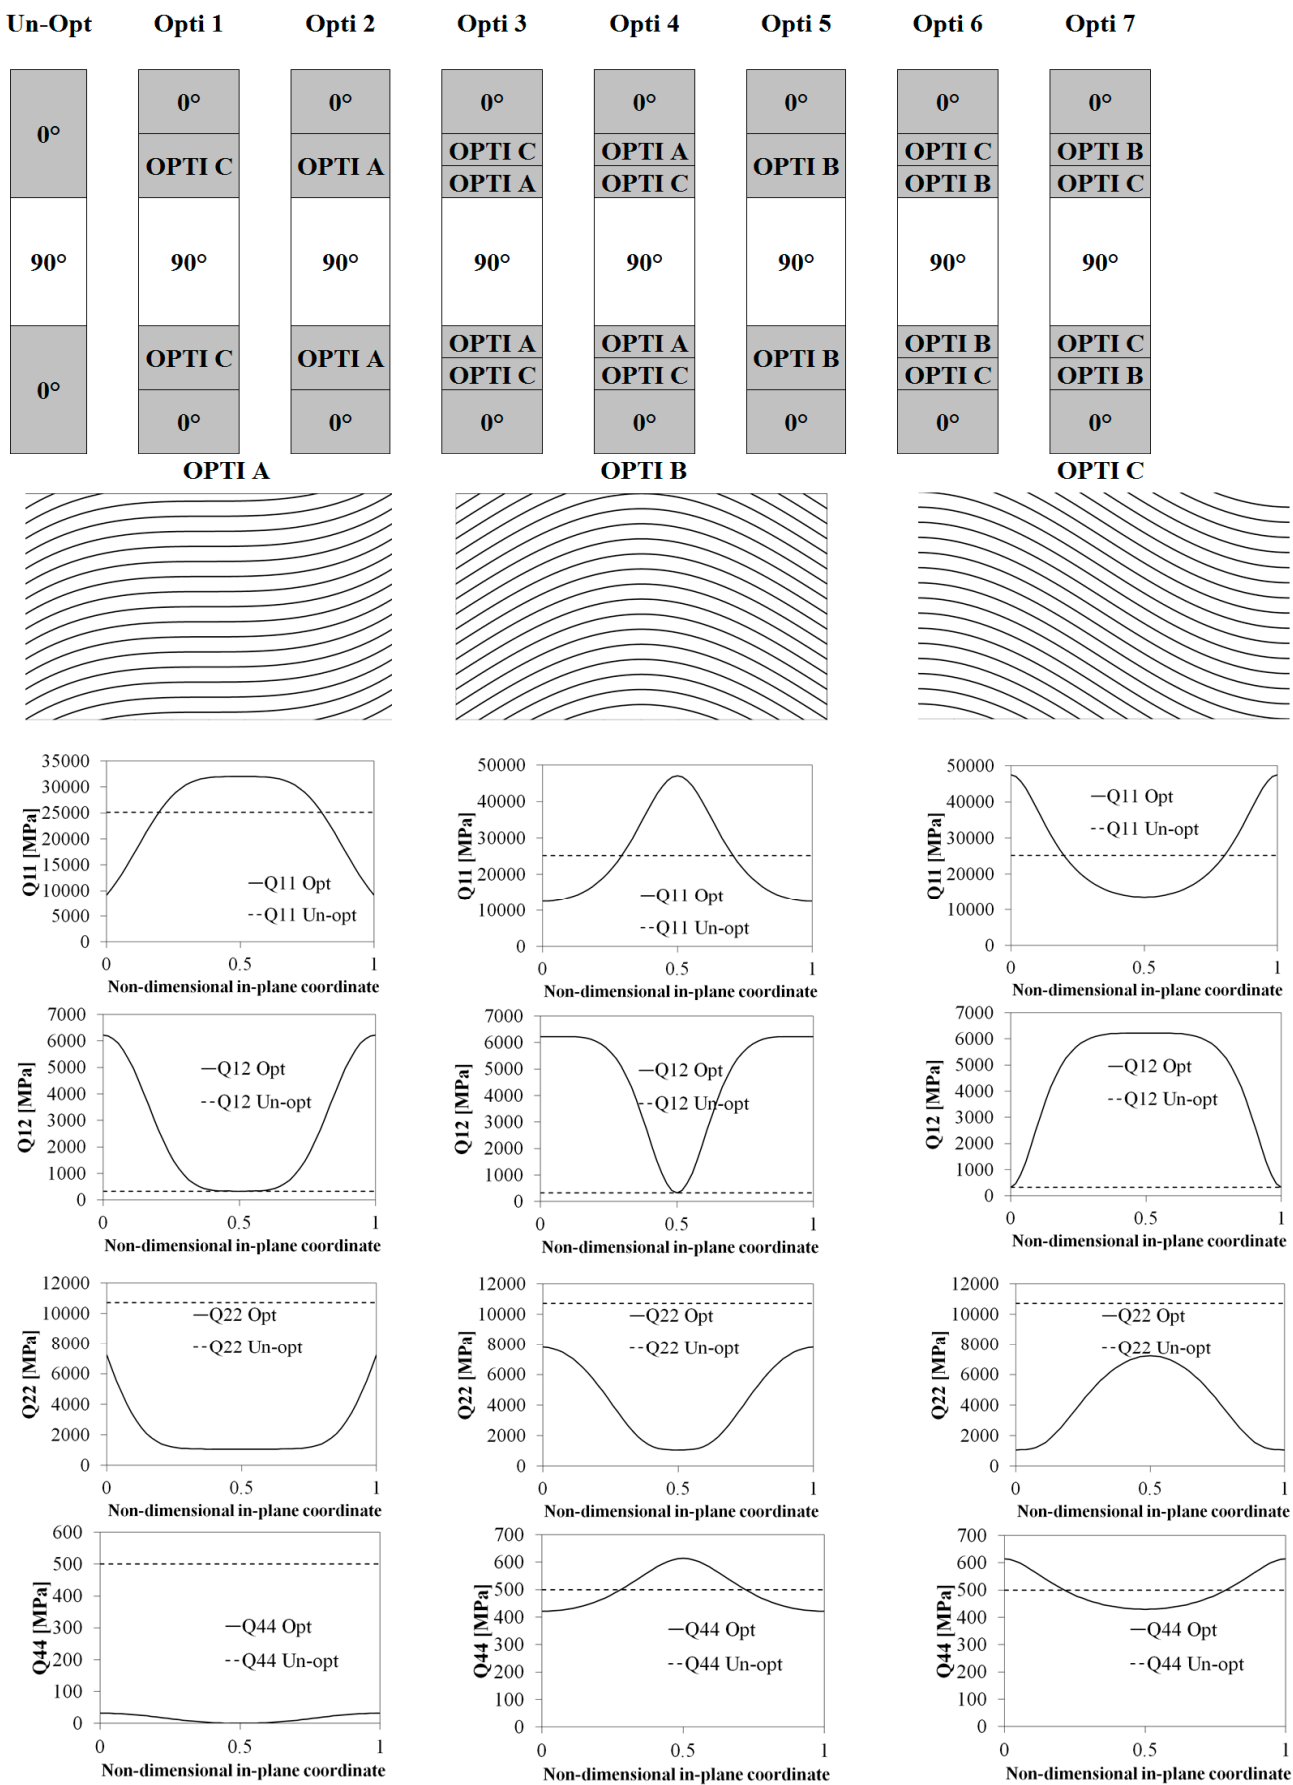 Un-Opt Opti 1 Opti 2 Opti 3 Opti 4 Opti 5 Opti 6 Opti 7
0° 0° 0° 0° 0° 0° 0° 0°
OPTI C OPTI A OPTI C OPTI A OPTI B OPTI C OPTI B
OPTI A OPTI C OPTI B OPTI C
90° 90° 90° 90° 90° 90° 90° 90°
OPTI C OPTI A OPTI A OPTI A OPTI B OPTI B OPTI C
OPTI C OPTI C OPTI C OPTI B
0° 0° 0° 0° 0° 0° 0° 0°
OPTI A OPTI B OPTI C
Q11 [MPa]
35000
30000
25000
20000
15000
10000
5000
0
Q11 Opt
Q11 Un-opt
0 0.5 1
Non-dimensional in-plane coordinate
Q11 [MPa]
50000
40000
30000
20000
10000
0
Q11 Opt
Q11 Un-opt
0 0.5 1
Non-dimensional in-plane coordinate
Q11 [MPa]
50000
40000
30000
20000
10000
0
Q11 Opt
Q11 Un-opt
0 0.5 1
Non-dimensional in-plane coordinate
Q12 [MPa]
7000
6000
5000
4000
3000
2000
1000
0
Q12 Opt
Q12 Un-opt
0 0.5 1
Non-dimensional in-plane coordinate
Q12 [MPa]
7000
6000
5000
4000
3000
2000
1000
0
Q12 Opt
Q12 Un-opt
0 0.5 1
Non-dimensional in-plane coordinate
Q12 [MPa]
7000
6000
5000
4000
3000
2000
1000
0
Q12 Opt
Q12 Un-opt
0 0.5 1
Non-dimensional in-plane coordinate
Q22 [MPa]
12000
10000
8000
6000
4000
2000
0
Q22 Opt
Q22 Un-opt
0 0.5 1
Non-dimensional in-plane coordinate
Q22 [MPa]
12000
10000
8000
6000
4000
2000
0
Q22 Opt
Q22 Un-opt
0 0.5 1
Non-dimensional in-plane coordinate
Q22 [MPa]
12000
10000
8000
6000
4000
2000
0
Q22 Opt
Q22 Un-opt
0 0.5 1
Non-dimensional in-plane coordinate
Q44 [MPa]
600
500
400
300
200
100
0
Q44 Opt
Q44 Un-opt
0 0.5 1
Non-dimensional in-plane coordinate
Q44 [MPa]
700
600
500
400
300
200
100
0
Q44 Opt
Q44 Un-opt
0 0.5 1
Non-dimensional in-plane coordinate
Q44 [MPa]
700
600
500
400
300
200
100
0
Q44 Opt
Q44 Un-opt
0 0.5 1
Non-dimensional in-plane coordinate